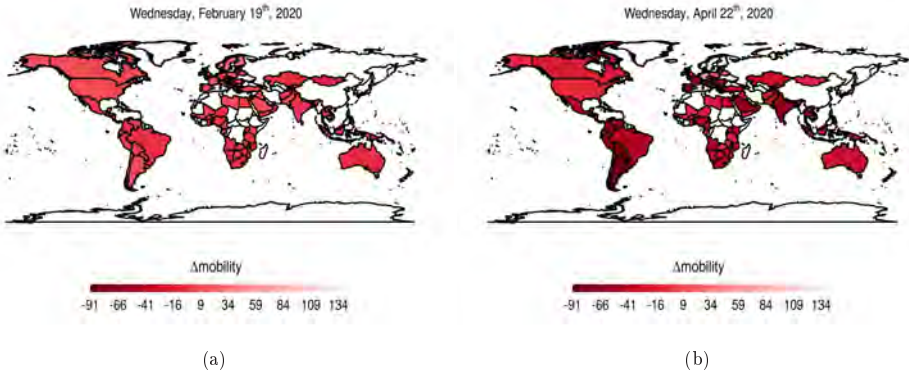 Wednesday, February 19th, 2020
Wednesday, April 22th, 2020
Δmobility
-91 -66 -41 -16 9 34 59 84 109 134
Δmobility
-91 -66 -41 -16 9 34 59 84 109 134
(a)
(b)